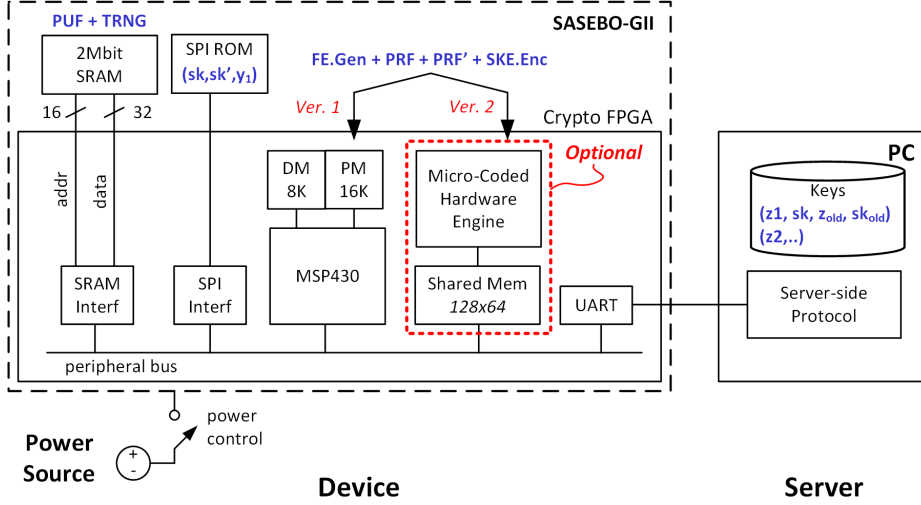 PUF + TRNG
SASEBO-GII
2Mbit
SRAM
SPI ROM
(sk,sk’,y1)
FE.Gen + PRF + PRF’ + SKE.Enc
16
32
Ver. 1
Ver. 2
Crypto FPGA
addr
data
DM
8K
PM
16K
Optional
Micro-Coded
Hardware
Engine
MSP430
SRAM
Interf
SPI
Interf
Shared Mem
128x64
UART
peripheral bus
PC
Keys
(z1, sk, zold, skold)
(z2,..)
Server-side
Protocol
power
control
Power
Source
+
-
Device
Server